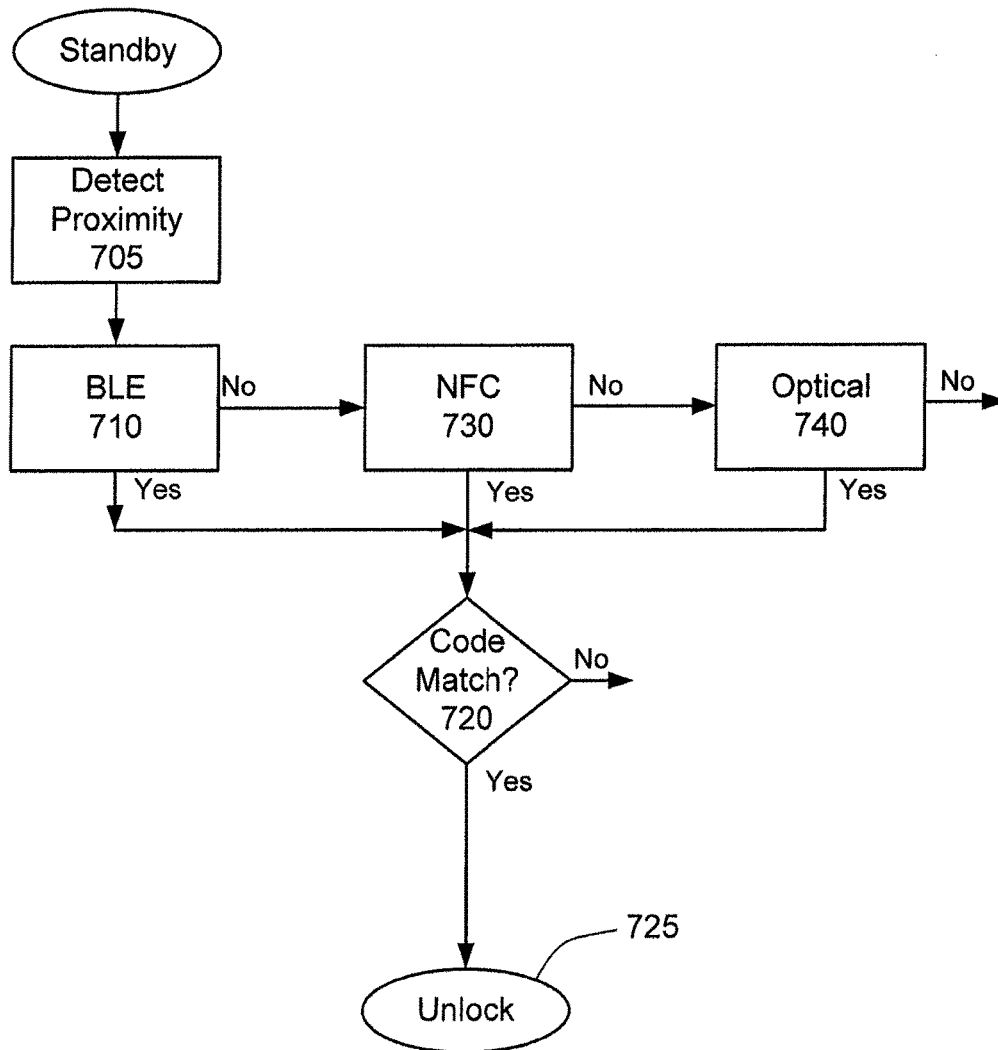 Standby
Detect
Proximity
705
BLE
710
No
NFC
730
No
Optical
740
No
Yes
Yes
Yes
Code
Match?
720
No
Yes
725
Unlock